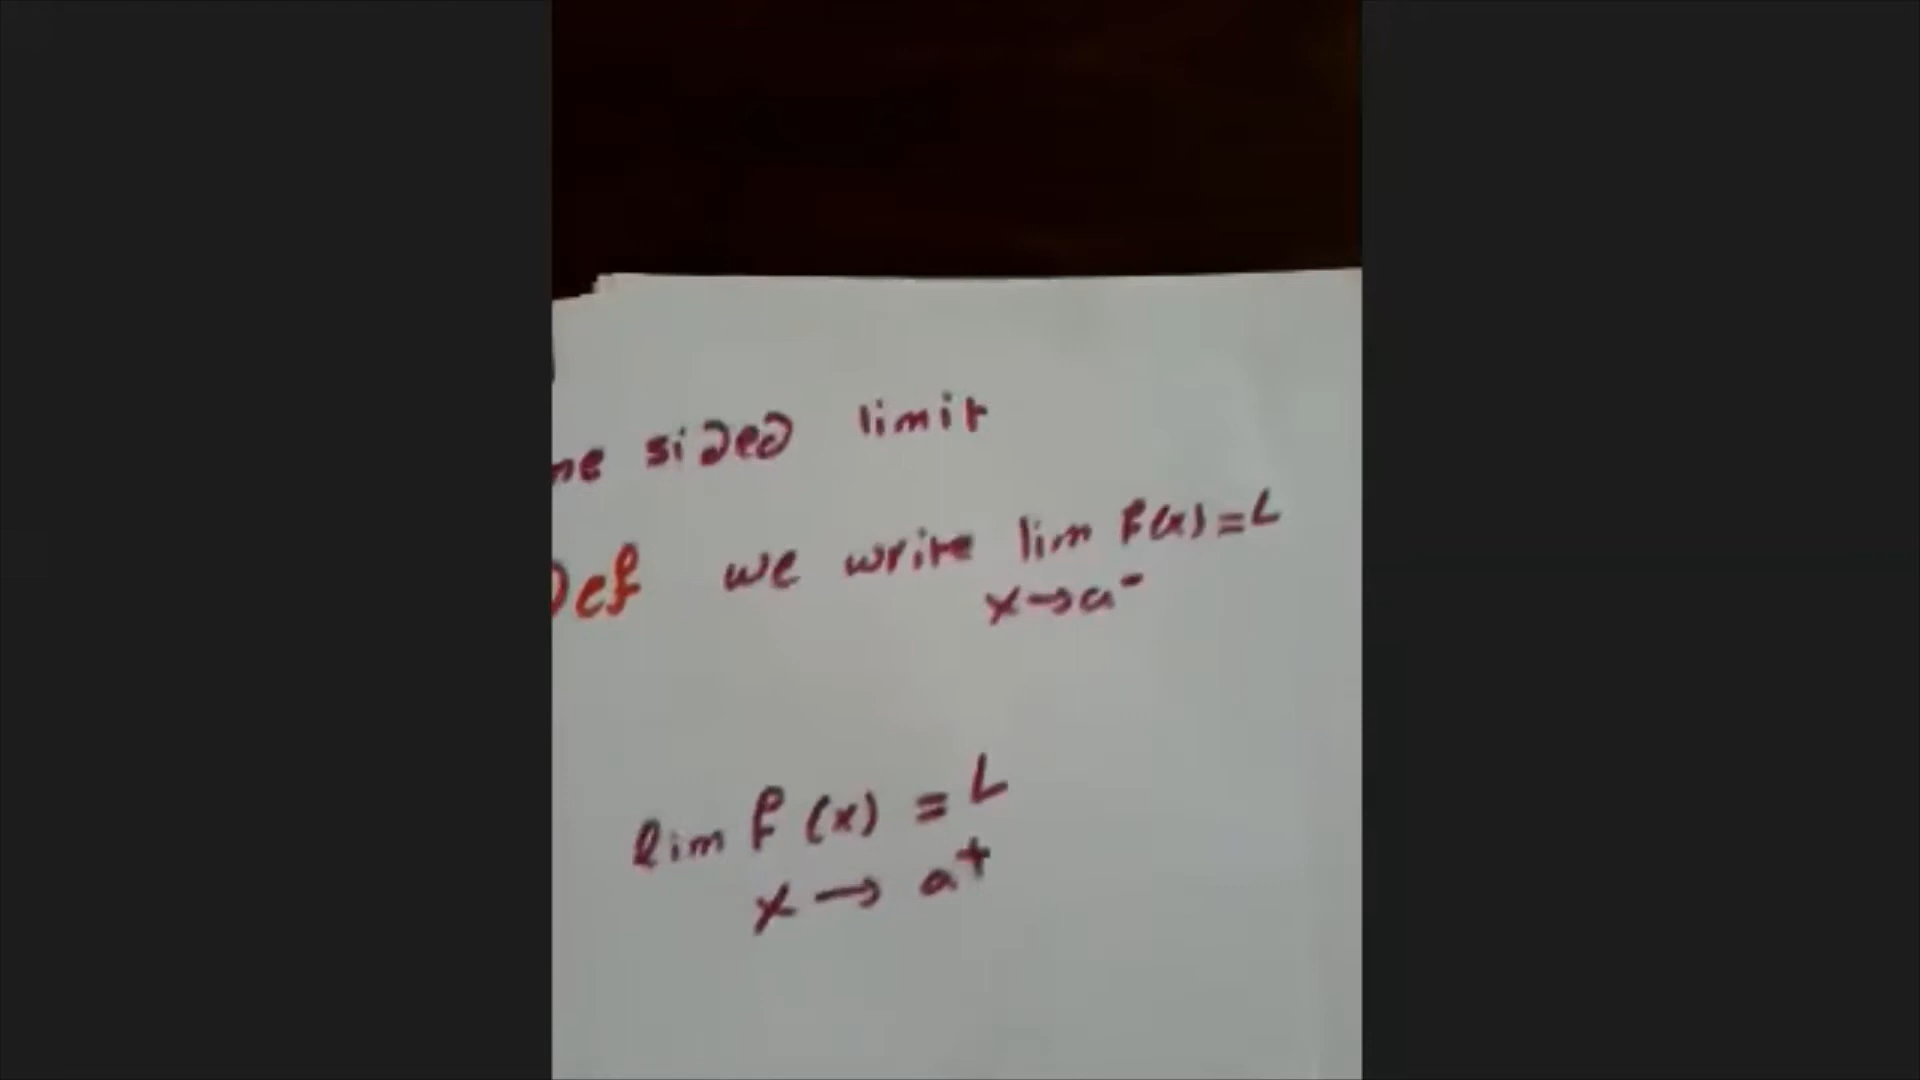 ne sided limit
Def we write lim f(x) = L
x→a⁻
lim f(x) = L
x → a⁺